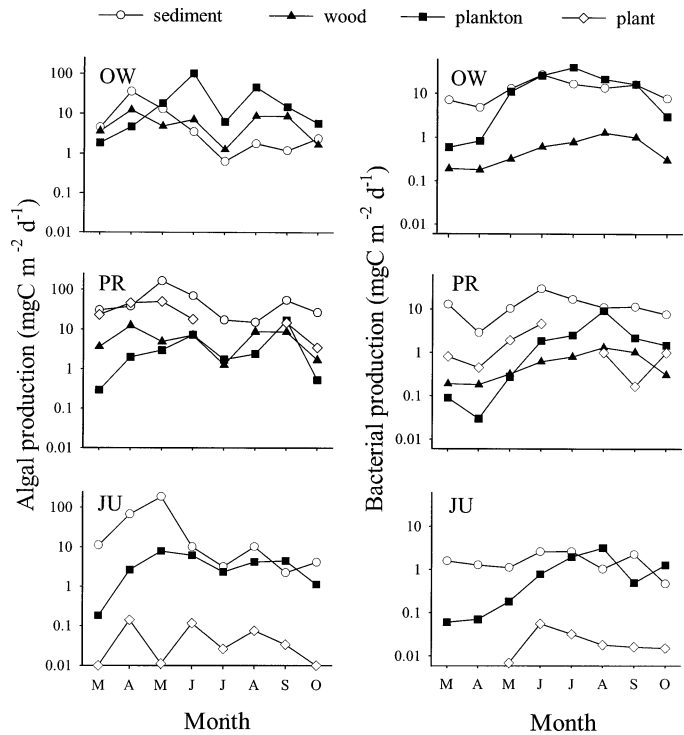 sediment wood plankton plant
Algal production (mgC m⁻² d⁻¹)
OW
100
10
1
0.1
0.01
PR
100
10
1
0.1
0.01
JU
100
10
1
0.1
0.01
M A M J J A S O
Month
Bacterial production (mgC m⁻² d⁻¹)
OW
10
1
0.1
0.01
PR
10
1
0.1
0.01
JU
10
1
0.1
0.01
M A M J J A S O
Month